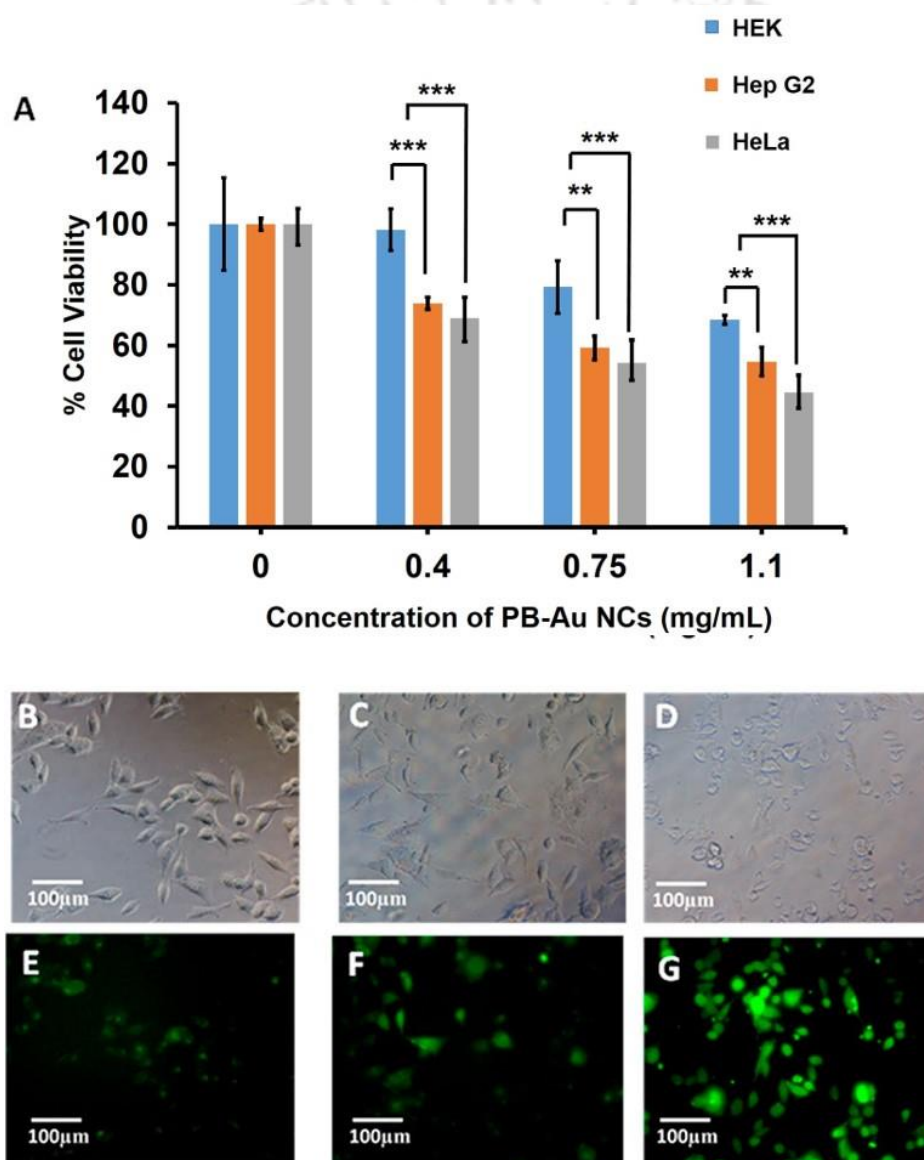 HEK
Hep G2
HeLa
A
140
120
100
80
60
40
20
0
% Cell Viability
***
***
***
**
***
**
0 0.4 0.75 1.1
Concentration of PB-Au NCs (mg/mL)
B C D
100µm 100µm 100µm
E F G
100µm 100µm 100µm